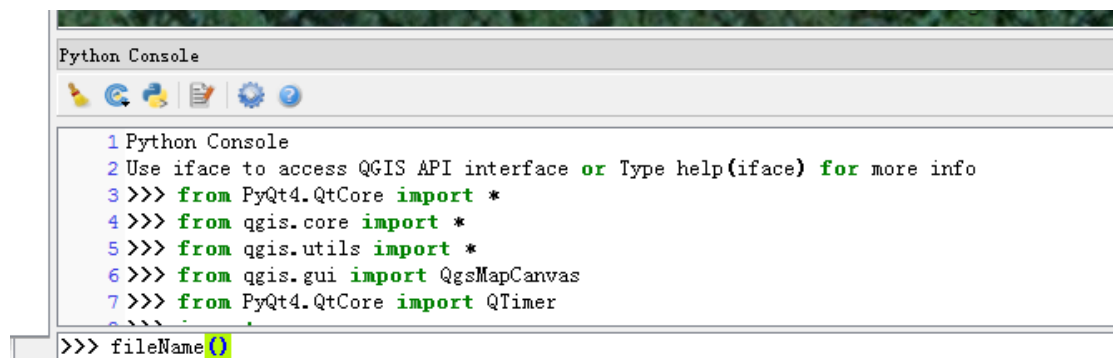 Python Console
1 Python Console
2 Use iface to access QGIS API interface or Type help(iface) for more info
3 >>> from PyQt4.QtCore import *
4 >>> from qgis.core import *
5 >>> from qgis.utils import *
6 >>> from qgis.gui import QgsMapCanvas
7 >>> from PyQt4.QtCore import QTimer
>>> fileName()